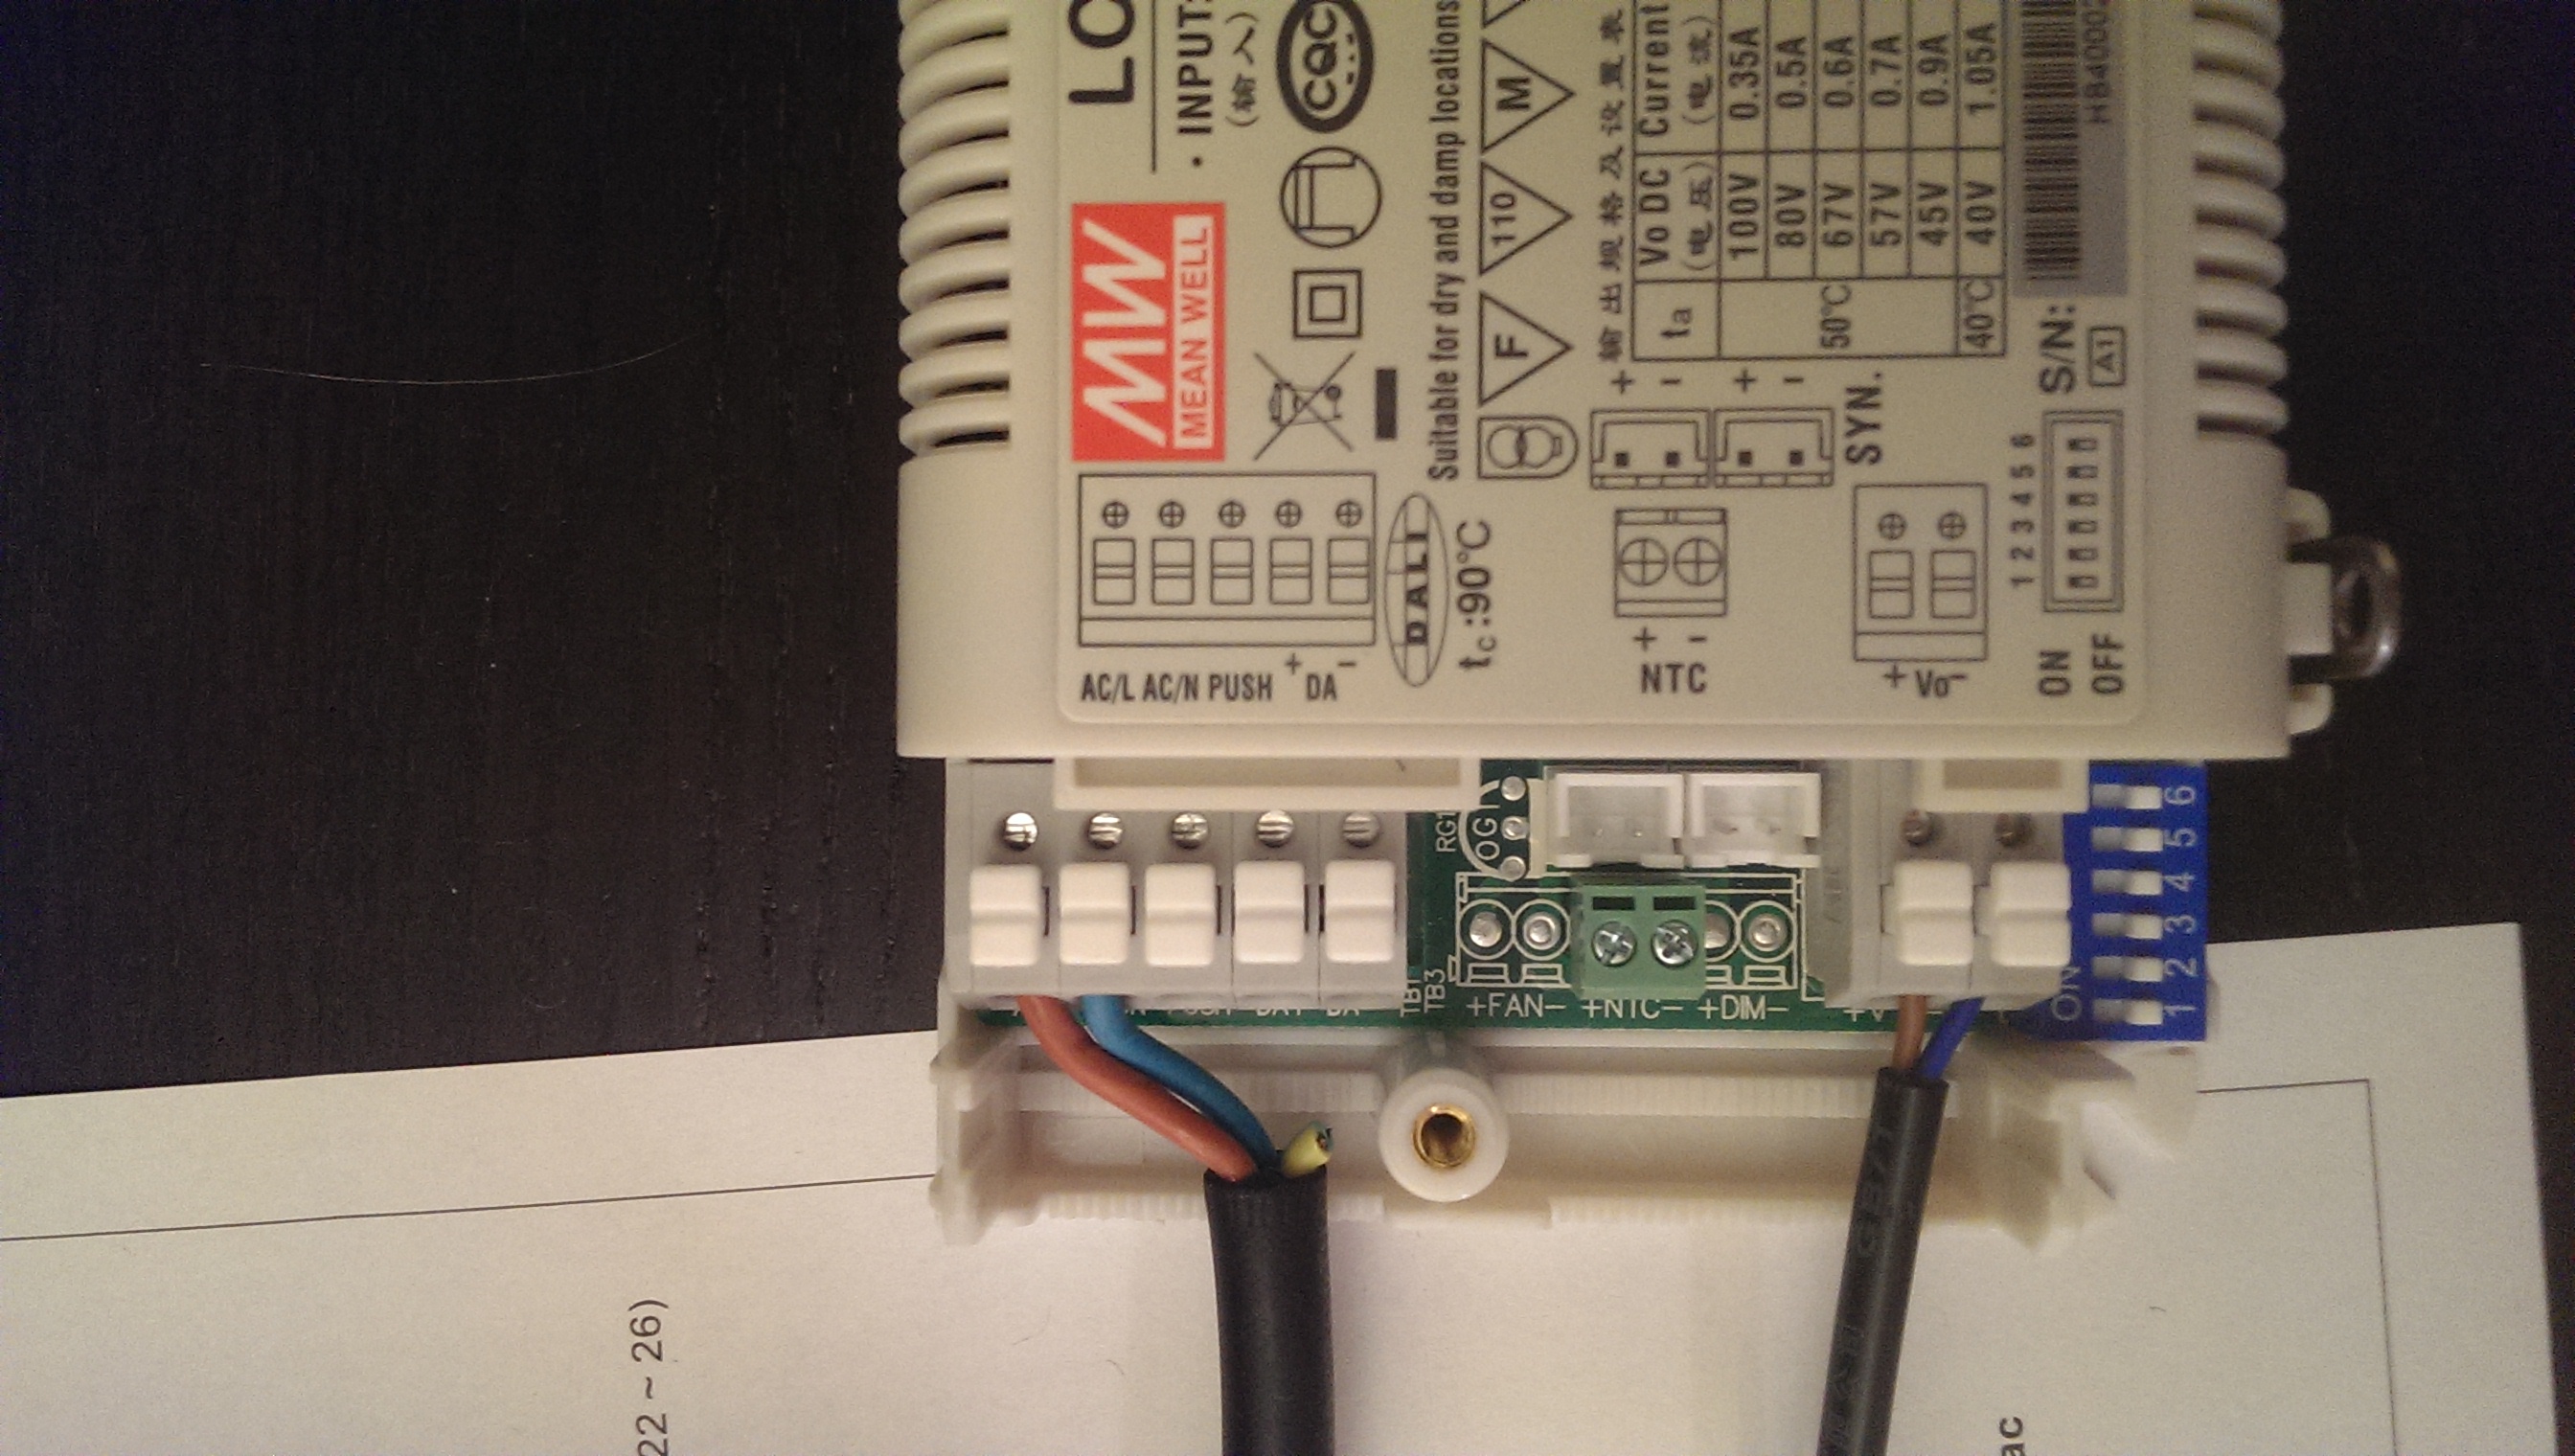 LC
· INPUT:
(输入)
CQC
MW
MEAN WELL
Suitable for dry and damp locations
F
110
M
输出规格及设置表
ta
Vo DC
Current
(电压)
(电流)
50℃
100V 0.35A
80V 0.5A
67V 0.6A
57V 0.7A
45V 0.9A
40℃
40V 1.05A
S/N:
A1
+ - + -
SYN.
DALI
tc:90℃
AC/L AC/N PUSH + DA -
+ -
NTC
+ Vo -
1 2 3 4 5 6
ON
OFF
TB1
TB3
+FAN-
+NTC-
+DIM-
ON
1 2 3 4 5 6
22 ~ 26)
ac